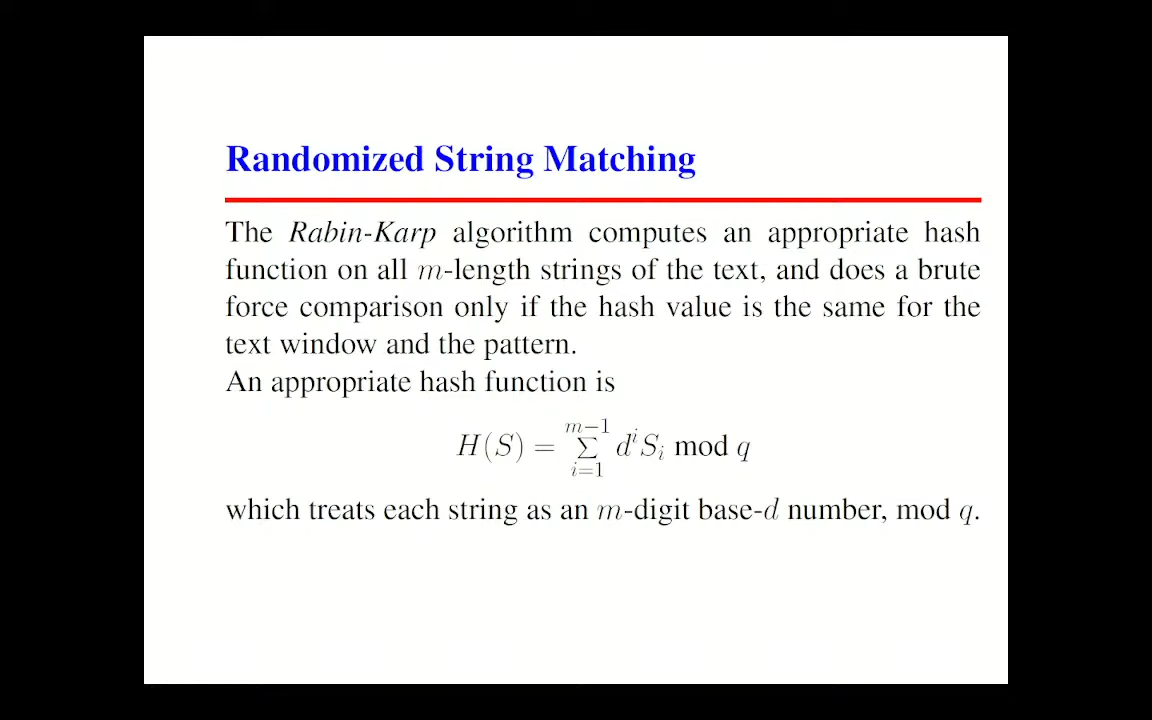 Randomized String Matching
The Rabin-Karp algorithm computes an appropriate hash
function on all m-length strings of the text, and does a brute
force comparison only if the hash value is the same for the
text window and the pattern.
An appropriate hash function is
H(S) = \sum_{i=1}^{m-1} d^i S_i mod q
which treats each string as an m-digit base-d number, mod q.